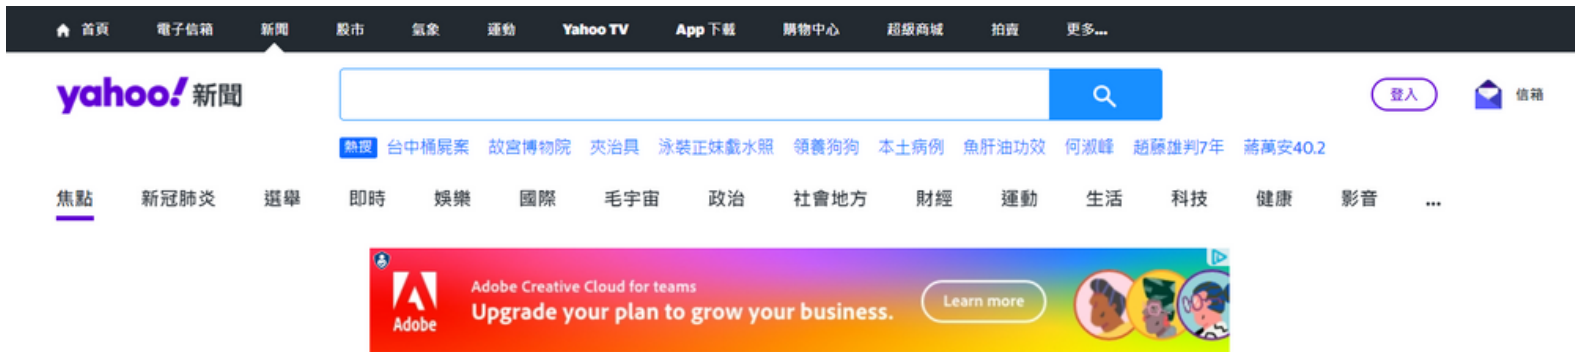 首頁 電子信箱 新聞 股市 氣象 運動 Yahoo TV App 下載 購物中心 超級商城 拍賣 更多...
yahoo! 新聞 登入 信箱
熱搜 台中桶屍案 故宮博物院 夾治具 泳裝正妹戲水照 領養狗狗 本土病例 魚肝油功效 何淑峰 趙藤雄判7年 蔣萬安40.2
焦點 新冠肺炎 選舉 即時 娛樂 國際 毛宇宙 政治 社會地方 財經 運動 生活 科技 健康 影音 ...
Adobe Creative Cloud for teams
Upgrade your plan to grow your business.
Learn more
Adobe